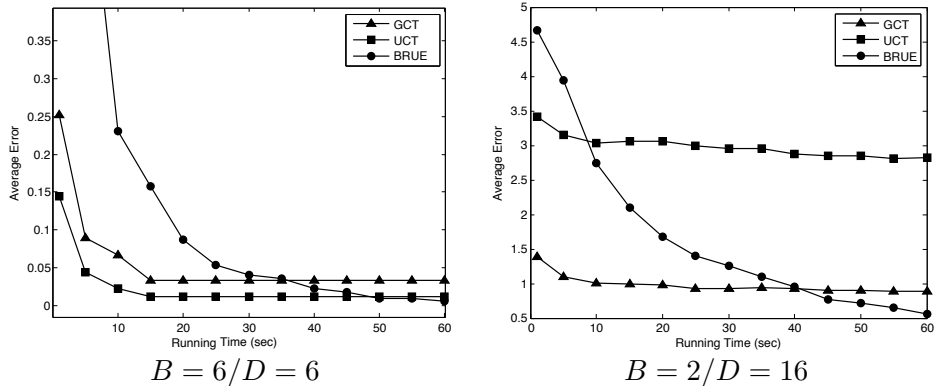 GCT
UCT
BRUE
0.35
0.3
0.25
0.2
0.15
0.1
0.05
0
Average Error
10 20 30 40 50 60
Running Time (sec)
B = 6/D = 6
GCT
UCT
BRUE
5
4.5
4
3.5
3
2.5
2
1.5
1
0.5
Average Error
0 10 20 30 40 50 60
Running Time (sec)
B = 2/D = 16